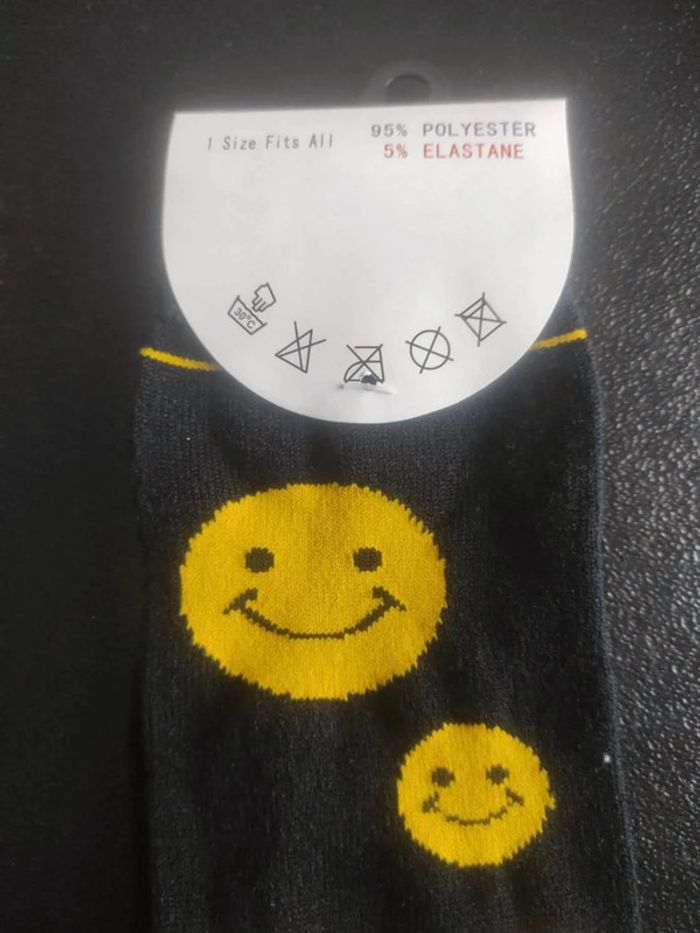 1 Size Fits All
95% POLYESTER
5% ELASTANE
30°C